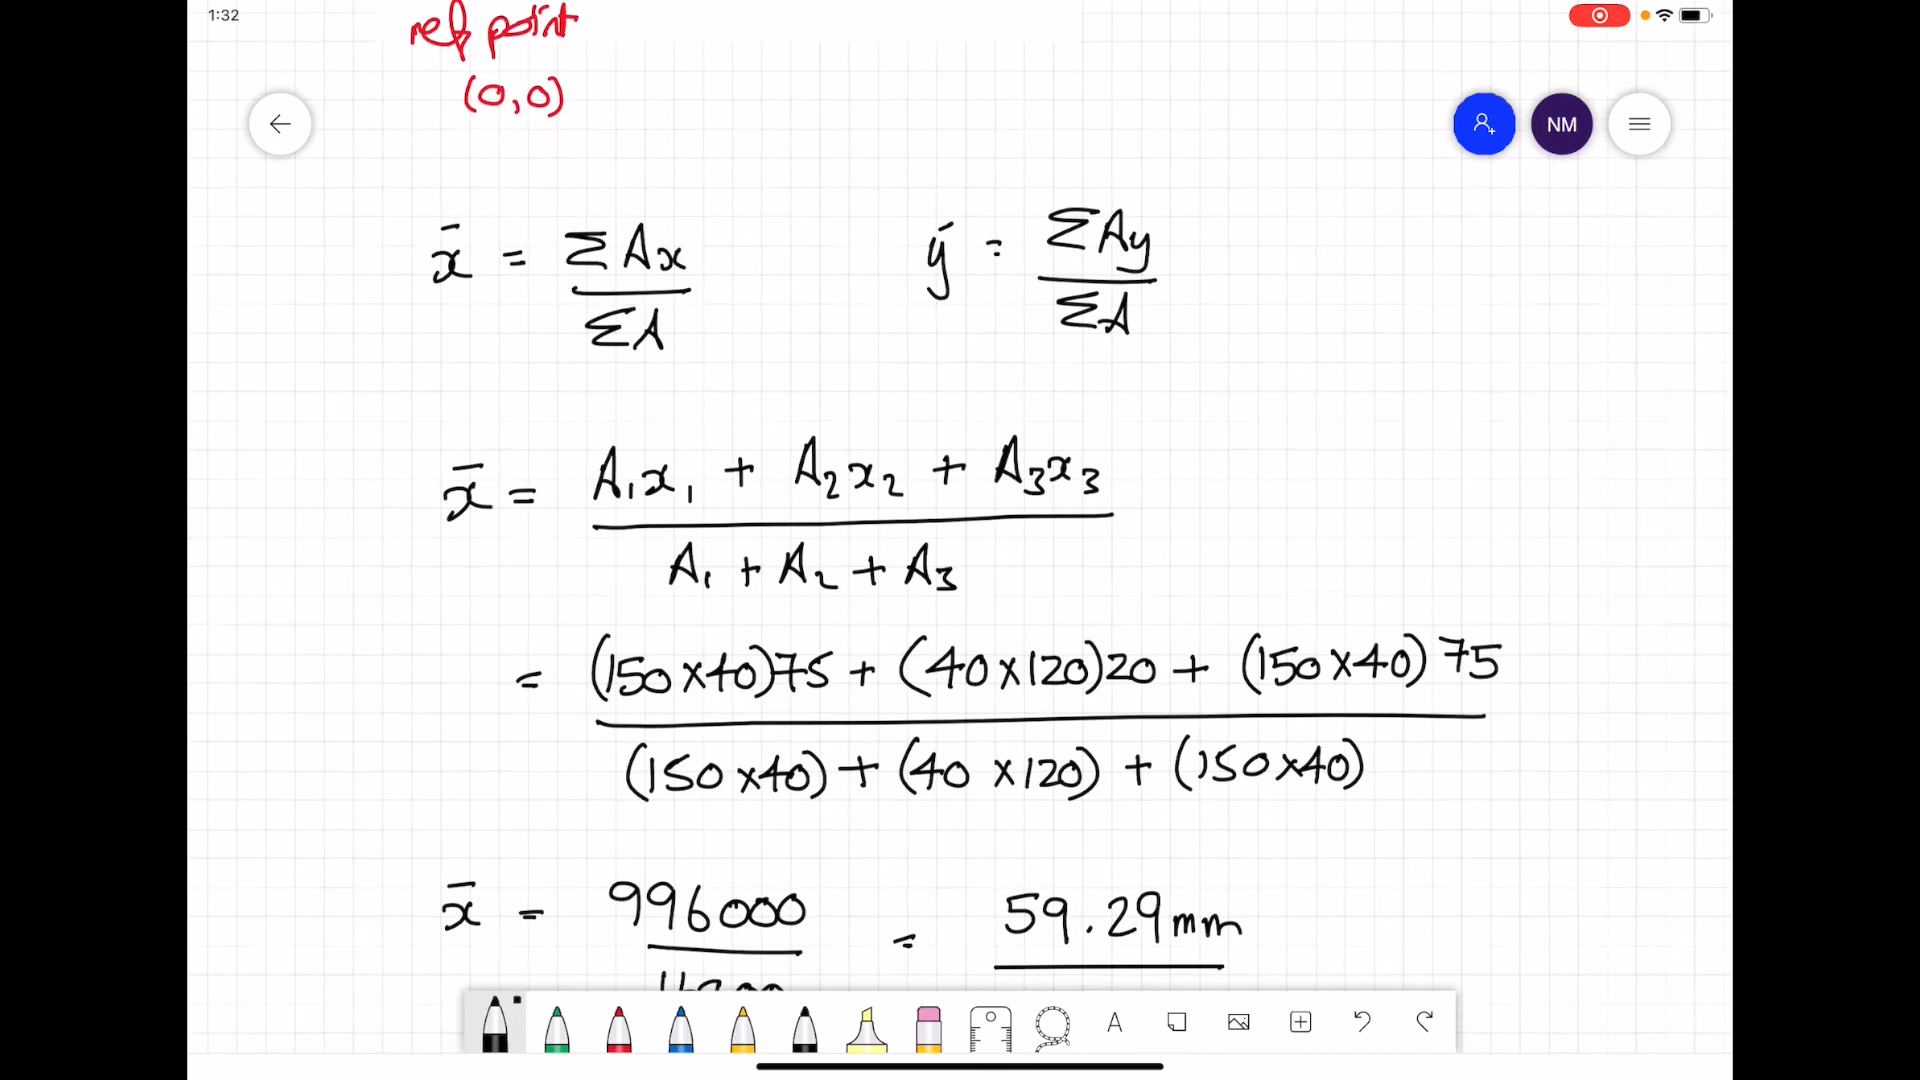 1:32
ref point
(0,0)
NM
x̄ = ΣAx / ΣA    ȳ = ΣAy / ΣA
x̄ = A₁x₁ + A₂x₂ + A₃x₃
A₁ + A₂ + A₃
= (150×40)75 + (40×120)20 + (150×40)75
(150×40) + (40×120) + (150×40)
x̄ = 996000 = 59.29mm
A